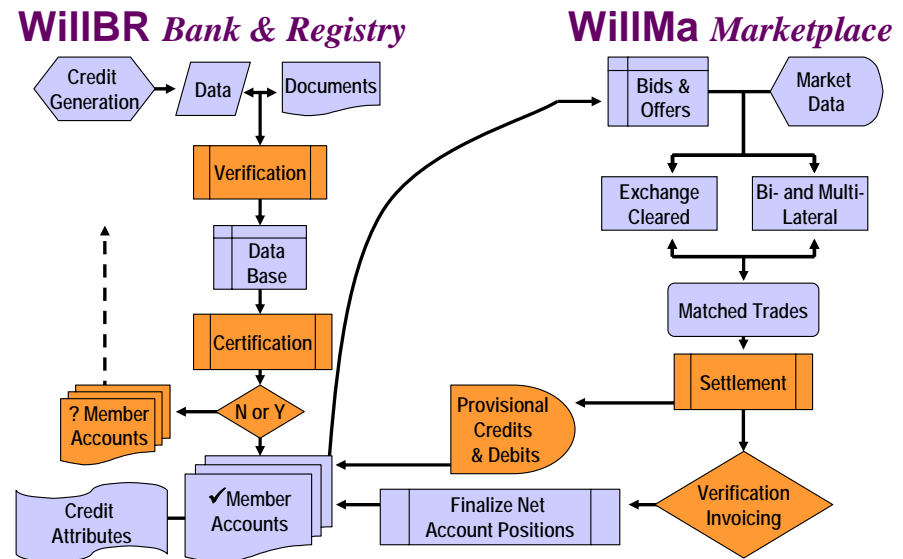 WillBR Bank & Registry
WillMa Marketplace
Credit
Generation
Data
Documents
Bids &
Offers
Market
Data
Verification
Exchange
Cleared
Bi- and Multi-
Lateral
Data
Base
Matched Trades
Certification
Settlement
? Member
Accounts
N or Y
Provisional
Credits
& Debits
Credit
Attributes
✓Member
Accounts
Finalize Net
Account Positions
Verification
Invoicing